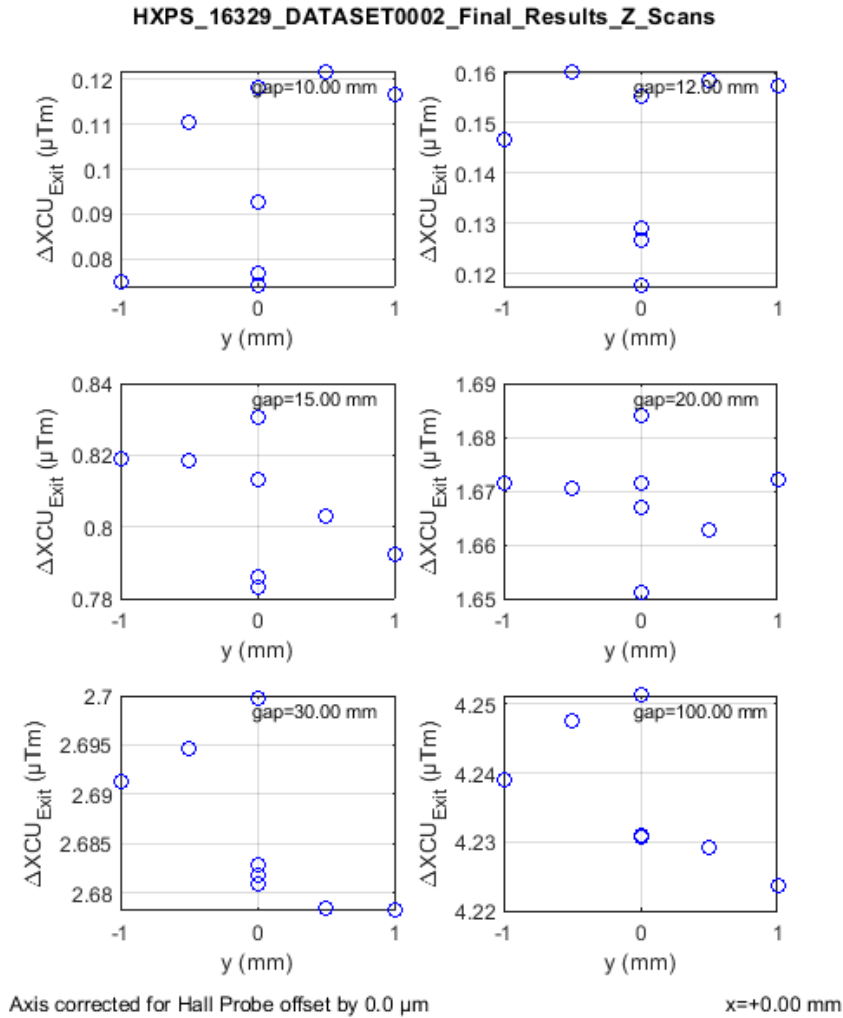 HXPS_16329_DATASET0002_Final_Results_Z_Scans
0.12
0.11
0.1
0.09
0.08
ΔXCU_Exit (µTm)
gap=10.00 mm
-1 0 1
y (mm)
0.16
0.15
0.14
0.13
0.12
ΔXCU_Exit (µTm)
gap=12.00 mm
-1 0 1
y (mm)
0.84
0.82
0.8
0.78
ΔXCU_Exit (µTm)
gap=15.00 mm
-1 0 1
y (mm)
1.69
1.68
1.67
1.66
1.65
ΔXCU_Exit (µTm)
gap=20.00 mm
-1 0 1
y (mm)
2.7
2.695
2.69
2.685
2.68
ΔXCU_Exit (µTm)
gap=30.00 mm
-1 0 1
y (mm)
4.25
4.24
4.23
4.22
ΔXCU_Exit (µTm)
gap=100.00 mm
-1 0 1
y (mm)
Axis corrected for Hall Probe offset by 0.0 µm
x=+0.00 mm